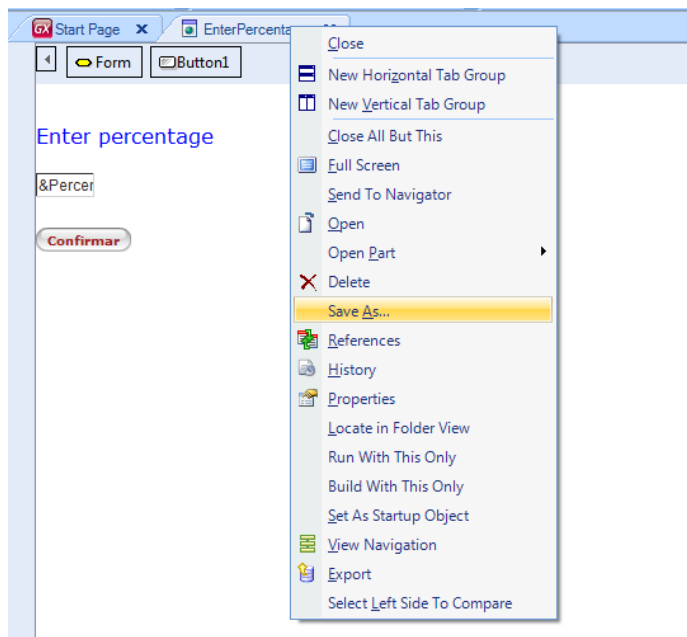 GX Start Page x EnterPercenta
Form Button1
Enter percentage
&Percer
Confirmar
Close
New Horizontal Tab Group
New Vertical Tab Group
Close All But This
Full Screen
Send To Navigator
Open
Open Part
Delete
Save As...
References
History
Properties
Locate in Folder View
Run With This Only
Build With This Only
Set As Startup Object
View Navigation
Export
Select Left Side To Compare